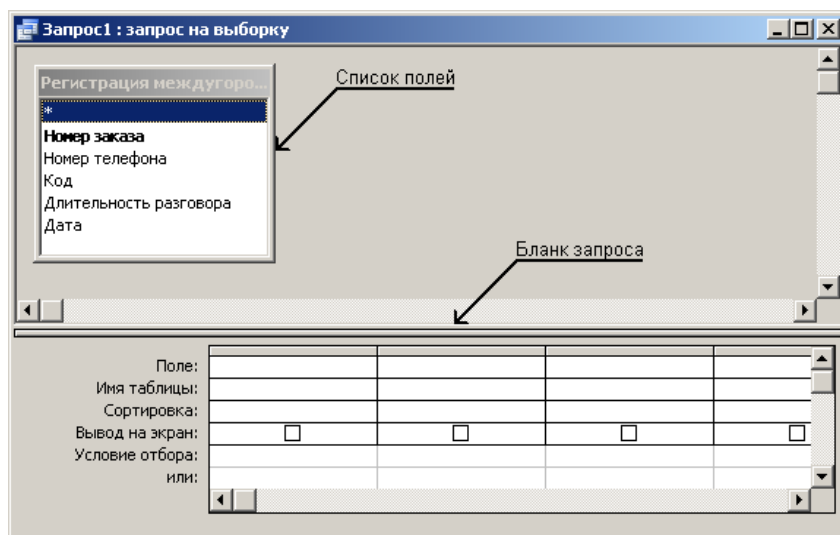 Запрос1 : запрос на выборку
Регистрация междугоро...
Список полей
*
Номер заказа
Номер телефона
Код
Длительность разговора
Дата
Бланк запроса
Поле:
Имя таблицы:
Сортировка:
Вывод на экран:
Условие отбора:
или: